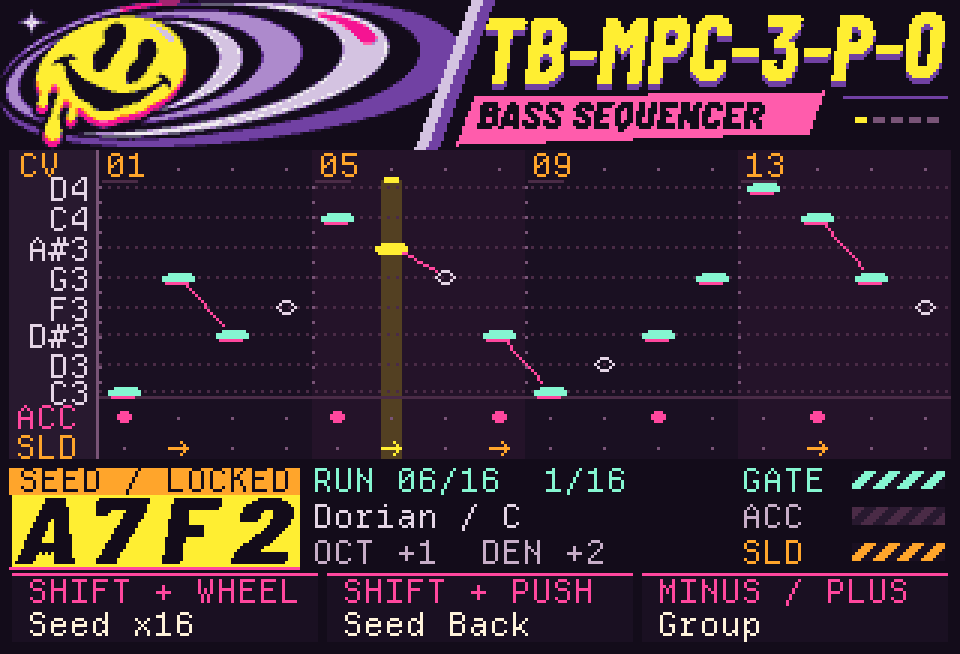 TB-MPC-3-P-O
BASS SEQUENCER
CV 01 05 09 13
D4
C4
A#3
G3
F3
D#3
D3
C3
ACC
SLD
SEED / LOCKED
A7F2
RUN 06/16 1/16
Dorian / C
OCT +1 DEN +2
GATE
ACC
SLD
SHIFT + WHEEL
Seed x16
SHIFT + PUSH
Seed Back
MINUS / PLUS
Group